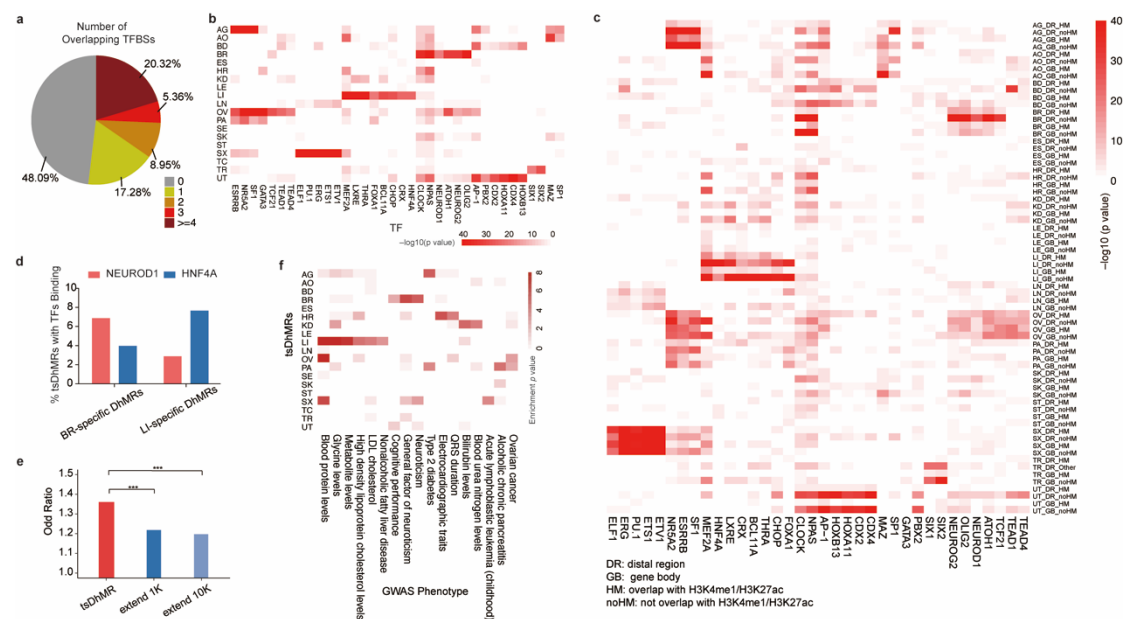 a
Number of
Overlapping TFBSs
20.32%
5.36%
8.95%
17.28%
48.09%
0
1
2
3
>=4
b
AG
AO
BD
BR
ES
HR
KD
LE
LI
LN
OV
PA
SE
SK
ST
SX
TC
TR
UT
ESRRB
NR5A2
SF1
GATA3
TCF21
TEAD1
TEAD4
ELF1
PU.1
ERG
ETS1
ETV1
MEF2A
LXRE
THRA
FOXA1
BCL11A
CHOP
CRX
HNF4A
CLOCK
NPAS
NEUROD1
ATOH1
NEUROG2
OLIG2
AP-1
PBX2
CDX2
HOXA11
CDX4
HOXB13
SIX1
SIX2
MAZ
SP1
TF
−log10(p value)
40 30 20 10 0
c
AG_DR_HM
AG_DR_noHM
AG_GB_HM
AG_GB_noHM
AO_DR_HM
AO_DR_noHM
AO_GB_HM
AO_GB_noHM
BD_DR_HM
BD_DR_noHM
BD_GB_HM
BD_GB_noHM
BR_DR_HM
BR_DR_noHM
BR_GB_HM
BR_GB_noHM
ES_DR_HM
ES_DR_noHM
ES_GB_HM
ES_GB_noHM
HR_DR_HM
HR_DR_noHM
HR_GB_HM
HR_GB_noHM
KD_DR_HM
KD_DR_noHM
KD_GB_HM
KD_GB_noHM
LE_DR_HM
LE_DR_noHM
LE_GB_HM
LE_GB_noHM
LI_DR_HM
LI_DR_noHM
LI_GB_HM
LI_GB_noHM
LN_DR_HM
LN_DR_noHM
LN_GB_HM
LN_GB_noHM
OV_DR_HM
OV_DR_noHM
OV_GB_HM
OV_GB_noHM
PA_DR_HM
PA_DR_noHM
PA_GB_HM
PA_GB_noHM
SK_DR_HM
SK_DR_noHM
SK_GB_HM
SK_GB_noHM
ST_DR_HM
ST_DR_noHM
ST_GB_HM
ST_GB_noHM
SX_DR_HM
SX_DR_noHM
SX_GB_HM
SX_GB_noHM
TR_DR_HM
TR_DR_Other
TR_GB_HM
TR_GB_noHM
UT_DR_HM
UT_DR_noHM
UT_GB_HM
UT_GB_noHM
ELF1
ERG
PU.1
ETS1
ETV1
NR5A2
ESRRB
SF1
MEF2A
HNF4A
LXRE
CRX
BCL11A
THRA
CHOP
FOXA1
CLOCK
NPAS
AP-1
HOXB13
HOXA11
CDX2
CDX4
MAZ
SP1
GATA3
PBX2
SIX1
SIX2
NEUROG2
OLIG2
NEUROD1
ATOH1
TCF21
TEAD1
TEAD4
40
30
20
10
0
−log10 (p value)
DR: distal region
GB: gene body
HM: overlap with H3K4me1/H3K27ac
noHM: not overlap with H3K4me1/H3K27ac
d
NEUROD1
HNF4A
% tsDhMRs with TFs Binding
10
8
6
4
2
0
BR-specific DhMRs
LI-specific DhMRs
e
Odd Ratio
1.5
1.4
1.3
1.2
1.1
1.0
***
***
tsDhMR
extend 1K
extend 10K
f
tsDhMRs
AG
AO
BD
BR
ES
HR
KD
LE
LI
LN
OV
PA
SE
SK
ST
SX
TC
TR
UT
8
6
4
2
0
Enrichment p value
Blood protein levels
Glycine levels
Metabolite levels
High density lipoprotein cholesterol levels
LDL cholesterol
Nonalcoholic fatty liver disease
Cognitive performance
General factor of neuroticism
Neuroticism
Type 2 diabetes
Electrocardiographic traits
QRS duration
Bilirubin levels
Blood urea nitrogen levels
Acute lymphoblastic leukemia (childhood)
Alcoholic chronic pancreatitis
Ovarian cancer
GWAS Phenotype